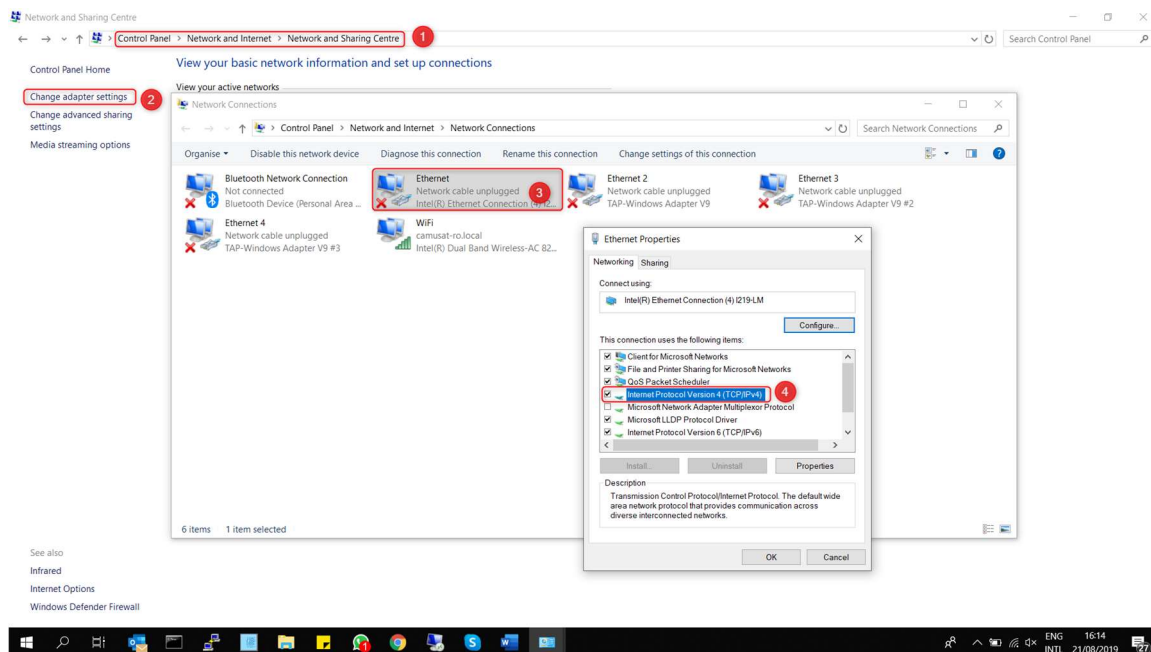 Network and Sharing Centre
Control Panel > Network and Internet > Network and Sharing Centre
1
Search Control Panel
Control Panel Home
Change adapter settings
2
Change advanced sharing
settings
Media streaming options
View your basic network information and set up connections
View your active networks
Network Connections
Control Panel > Network and Internet > Network Connections
Search Network Connections
Organise
Disable this network device
Diagnose this connection
Rename this connection
Change settings of this connection
Bluetooth Network Connection
Not connected
Bluetooth Device (Personal Area ...
Ethernet
Network cable unplugged
Intel(R) Ethernet Connection (4) I2...
3
Ethernet 2
Network cable unplugged
TAP-Windows Adapter V9
Ethernet 3
Network cable unplugged
TAP-Windows Adapter V9 #2
Ethernet 4
Network cable unplugged
TAP-Windows Adapter V9 #3
WiFi
camusat-ro.local
Intel(R) Dual Band Wireless-AC 82...
Ethernet Properties
Networking
Sharing
Connect using:
Intel(R) Ethernet Connection (4) I219-LM
Configure...
This connection uses the following items:
Client for Microsoft Networks
File and Printer Sharing for Microsoft Networks
QoS Packet Scheduler
Internet Protocol Version 4 (TCP/IPv4)
4
Microsoft Network Adapter Multiplexor Protocol
Microsoft LLDP Protocol Driver
Internet Protocol Version 6 (TCP/IPv6)
Install...
Uninstall
Properties
Description
Transmission Control Protocol/Internet Protocol. The default wide
area network protocol that provides communication across
diverse interconnected networks.
OK
Cancel
6 items
1 item selected
See also
Infrared
Internet Options
Windows Defender Firewall
ENG
INTL
16:14
21/08/2019
27